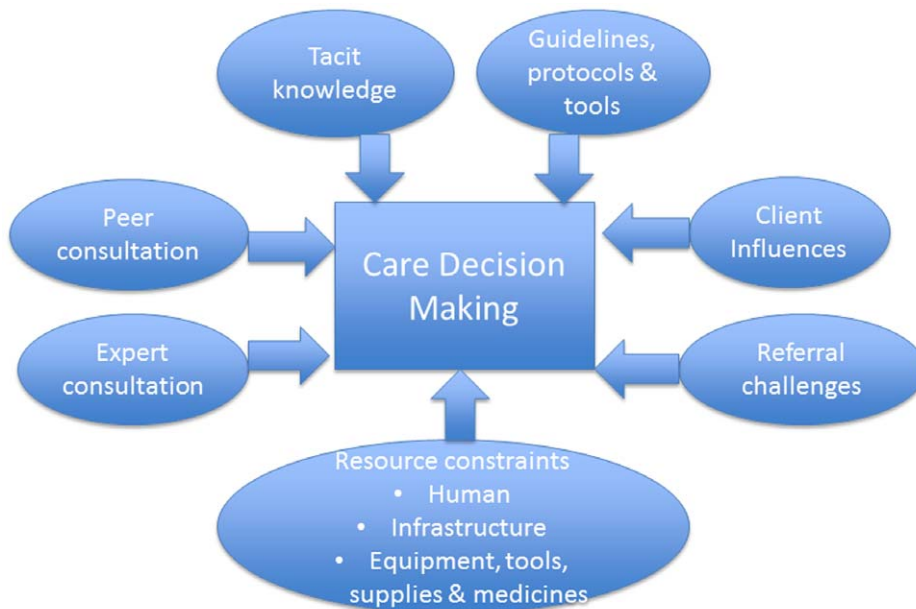 Tacit
knowledge
Guidelines,
protocols &
tools
Peer
consultation
Client
Influences
Care Decision
Making
Expert
consultation
Referral
challenges
Resource constraints
• Human
• Infrastructure
• Equipment, tools,
supplies & medicines